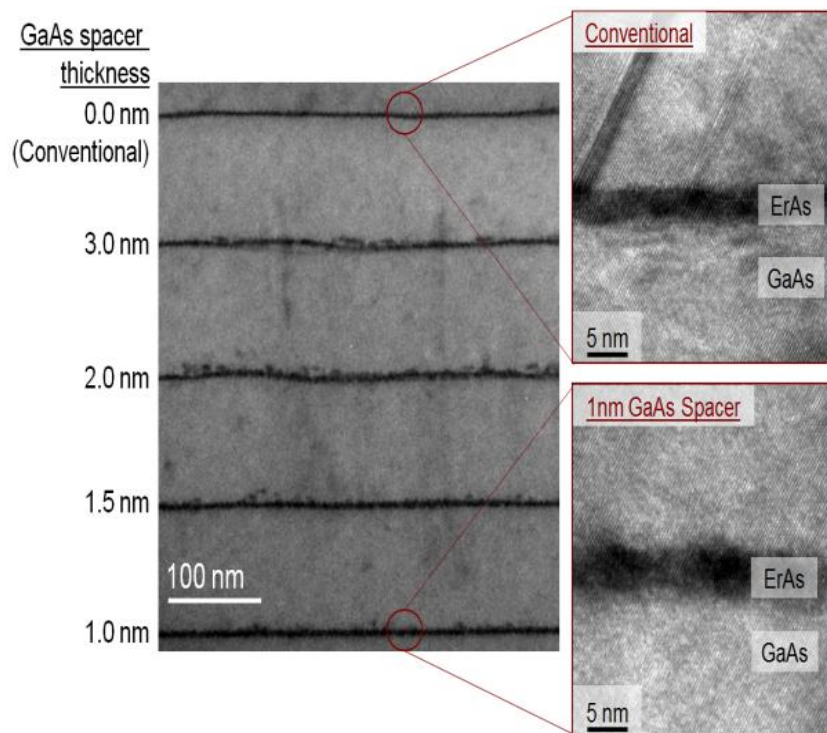 GaAs spacer
thickness
0.0 nm
(Conventional)
3.0 nm
2.0 nm
1.5 nm
1.0 nm
100 nm
Conventional
ErAs
GaAs
5 nm
1nm GaAs Spacer
ErAs
GaAs
5 nm